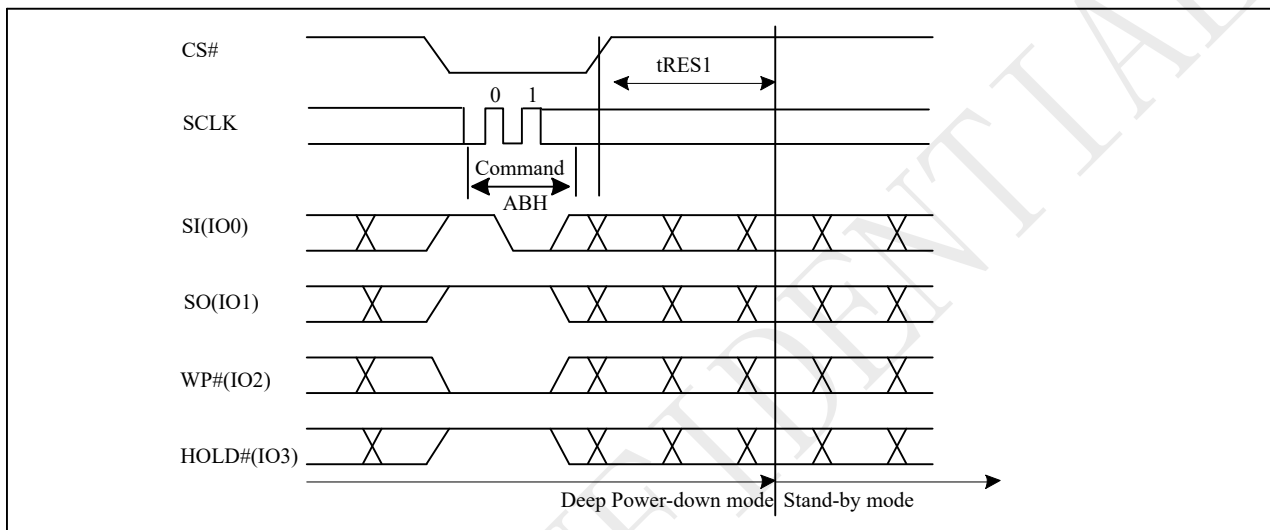 CS#
tRES1
0 1
SCLK
Command
ABH
SI(IO0)
SO(IO1)
WP#(IO2)
HOLD#(IO3)
Deep Power-down mode Stand-by mode